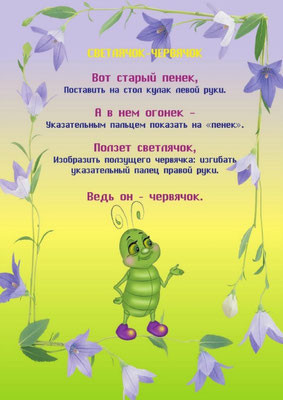 СВЕТЛЯЧОК-ЧЕРВЯЧОК
Вот старый пенек,
Поставить на стол кулак левой руки.
А в нем огонек -
Указательным пальцем показать на «пенек».
Ползет светлячок,
Изобразить ползущего червячка: изгибать
указательный палец правой руки.
Ведь он - червячок.